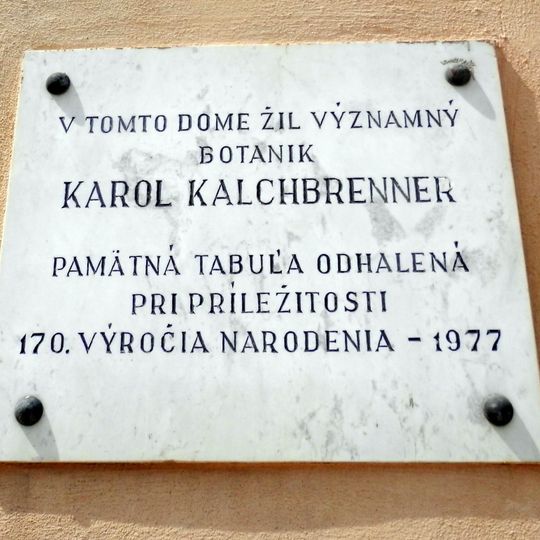 V TOMTO DOME ŽIL VÝZNAMNÝ
BOTANIK
KAROL KALCHBRENNER
PAMÄTNÁ TABUĽA ODHALENÁ
PRI PRÍLEŽITOSTI
170. VÝROČIA NARODENIA – 1977